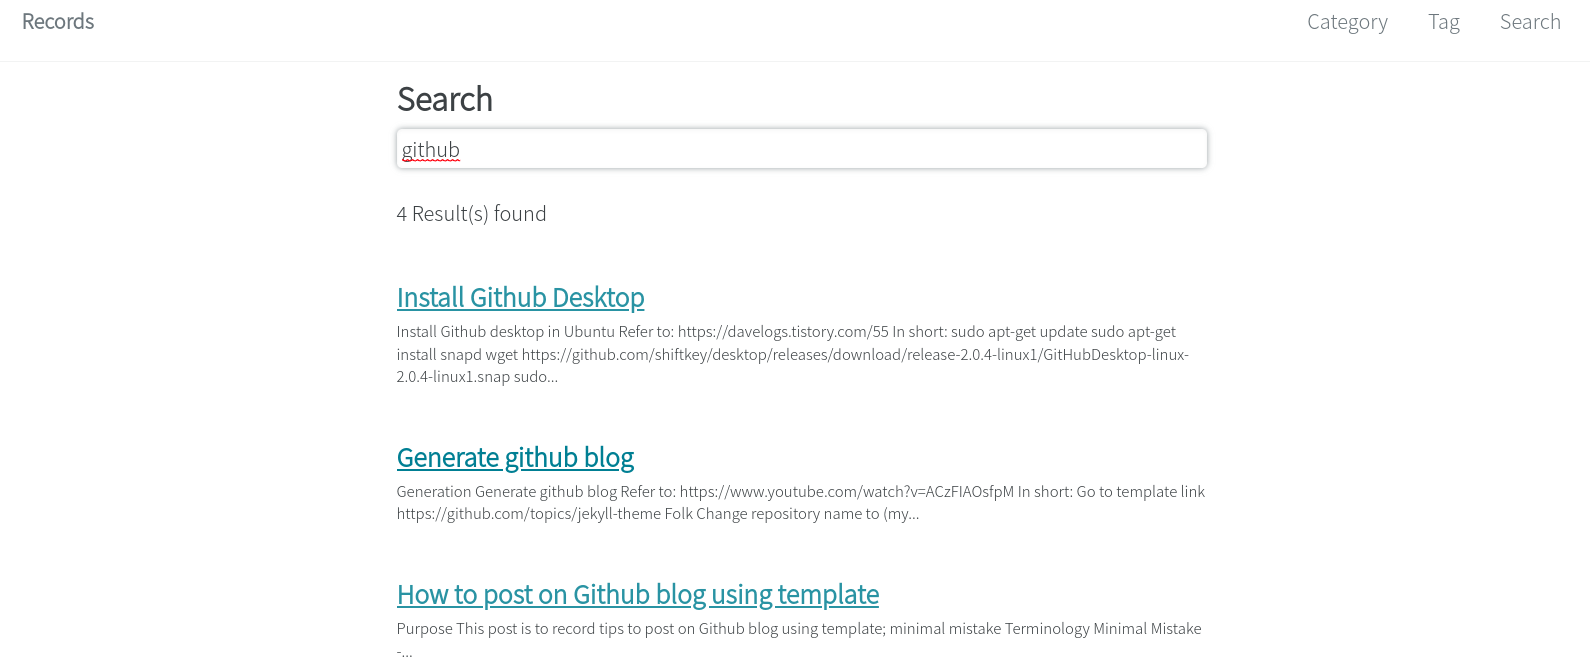 Records
Category Tag Search
Search
github
4 Result(s) found
Install Github Desktop
Install Github desktop in Ubuntu Refer to: https://davelogs.tistory.com/55 In short: sudo apt-get update sudo apt-get
install snapd wget https://github.com/shiftkey/desktop/releases/download/release-2.0.4-linux1/GitHubDesktop-linux-
2.0.4-linux1.snap sudo...
Generate github blog
Generation Generate github blog Refer to: https://www.youtube.com/watch?v=ACzFIAOsfpM In short: Go to template link
https://github.com/topics/jekyll-theme Folk Change repository name to (my...
How to post on Github blog using template
Purpose This post is to record tips to post on Github blog using template; minimal mistake Terminology Minimal Mistake
-...